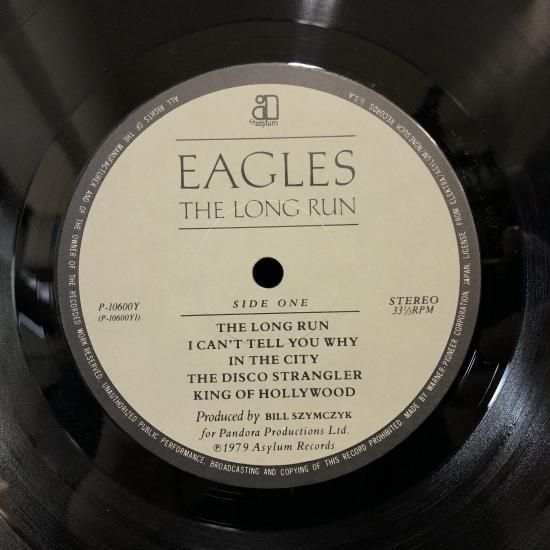 asylum
EAGLES
THE LONG RUN
SIDE ONE
P-10600Y
(P-10600Y1)
STEREO
33⅓RPM
THE LONG RUN
I CAN'T TELL YOU WHY
IN THE CITY
THE DISCO STRANGLER
KING OF HOLLYWOOD
Produced by BILL SZYMCZYK
for Pandora Productions Ltd.
℗1979 Asylum Records
ALL RIGHTS OF THE MANUFACTURER AND OF THE OWNER OF THE RECORDED WORK RESERVED. UNAUTHORIZED PUBLIC PERFORMANCE, BROADCASTING AND COPYING OF THIS RECORD PROHIBITED. MADE BY WARNER-PIONEER CORPORATION JAPAN, LICENSE FROM ELEKTRA/ASYLUM/NONESUCH RECORDS U.S.A